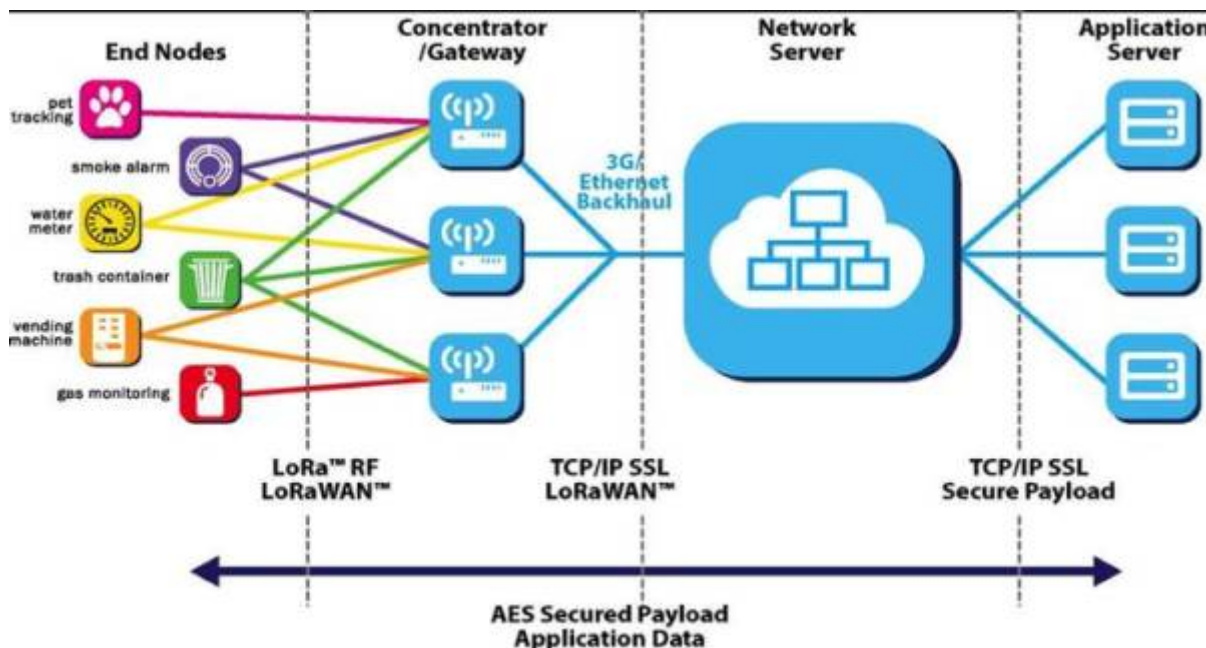 End Nodes
Concentrator
/Gateway
Network
Server
Application
Server
pet
tracking
smoke alarm
water
meter
trash container
vending
machine
gas monitoring
3G/
Ethernet
Backhaul
LoRa™ RF
LoRaWAN™
TCP/IP SSL
LoRaWAN™
TCP/IP SSL
Secure Payload
AES Secured Payload
Application Data